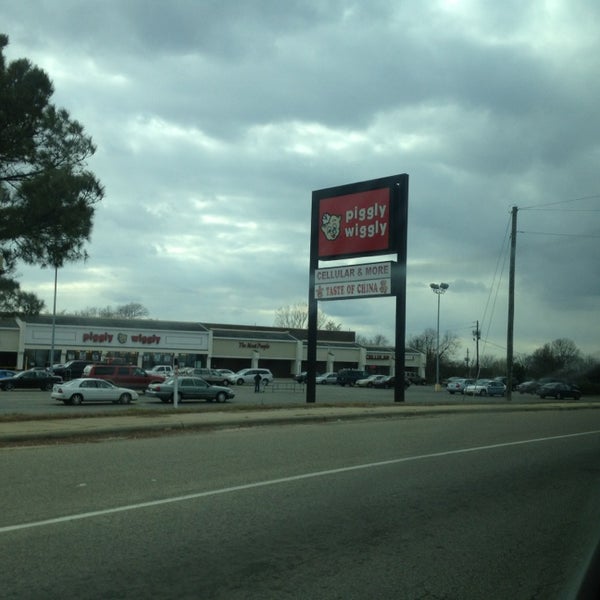 piggly
wiggly
CELLULAR & MORE
TASTE OF CHINA
piggly wiggly